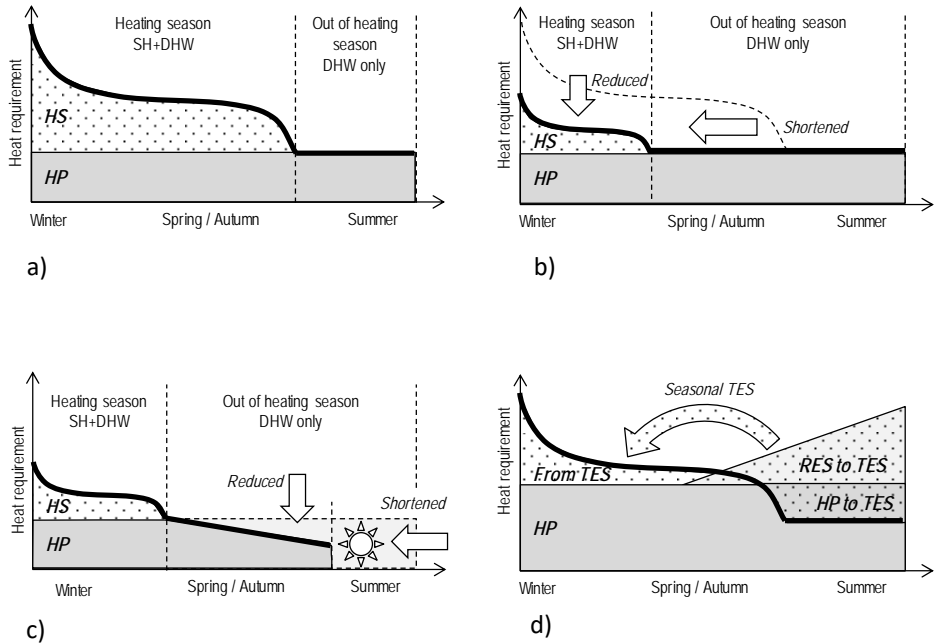 Heating season
SH+DHW
Out of heating
season
DHW only
Heat requirement
HS
HP
Winter
Spring / Autumn
Summer
a)
Heating season
SH+DHW
Out of heating season
DHW only
Heat requirement
Reduced
Shortened
HS
HP
Winter
Spring / Autumn
Summer
b)
Heating season
SH+DHW
Out of heating season
DHW only
Heat requirement
Reduced
Shortened
HS
HP
Winter
Spring / Autumn
Summer
c)
Seasonal TES
Heat requirement
From TES
RES to TES
HP to TES
HP
Winter
Spring / Autumn
Summer
d)